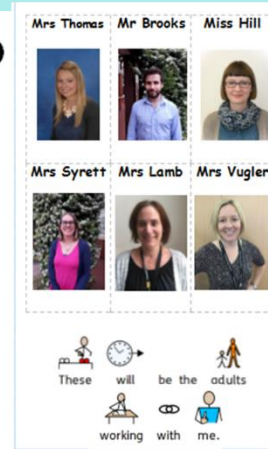 Mrs Thomas Mr Brooks Miss Hill
Mrs Syrett Mrs Lamb Mrs Vugler
These will be the adults
working with me.